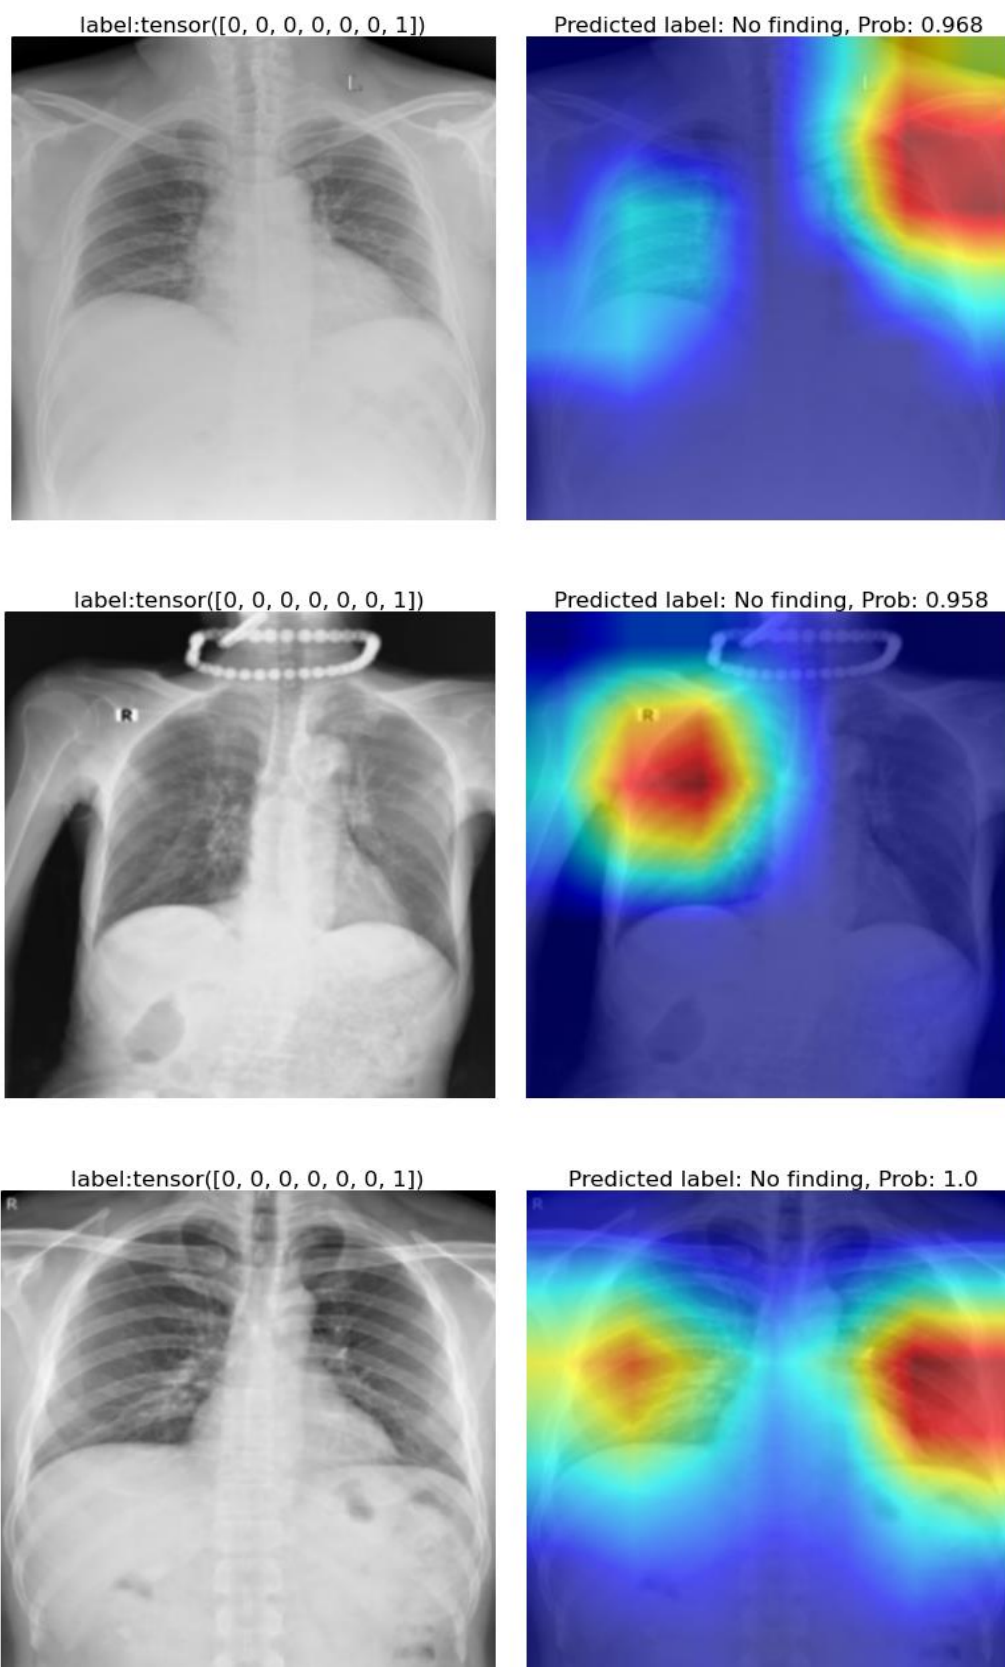 label:tensor([0, 0, 0, 0, 0, 0, 1])
Predicted label: No finding, Prob: 0.968
L
L
label:tensor([0, 0, 0, 0, 0, 0, 1])
Predicted label: No finding, Prob: 0.958
R
R
label:tensor([0, 0, 0, 0, 0, 0, 1])
Predicted label: No finding, Prob: 1.0
R
R